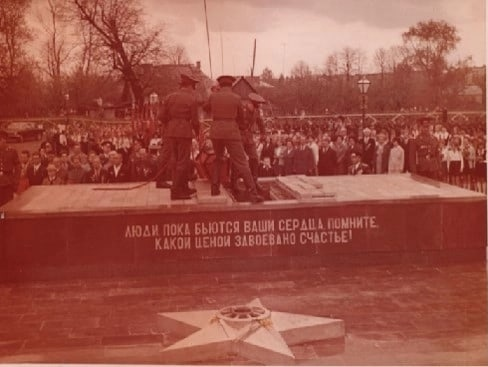 ЛЮДИ, ПОКА БЬЮТСЯ ВАШИ СЕРДЦА, ПОМНИТЕ,
КАКОЙ ЦЕНОЙ ЗАВОЕВАНО СЧАСТЬЕ!